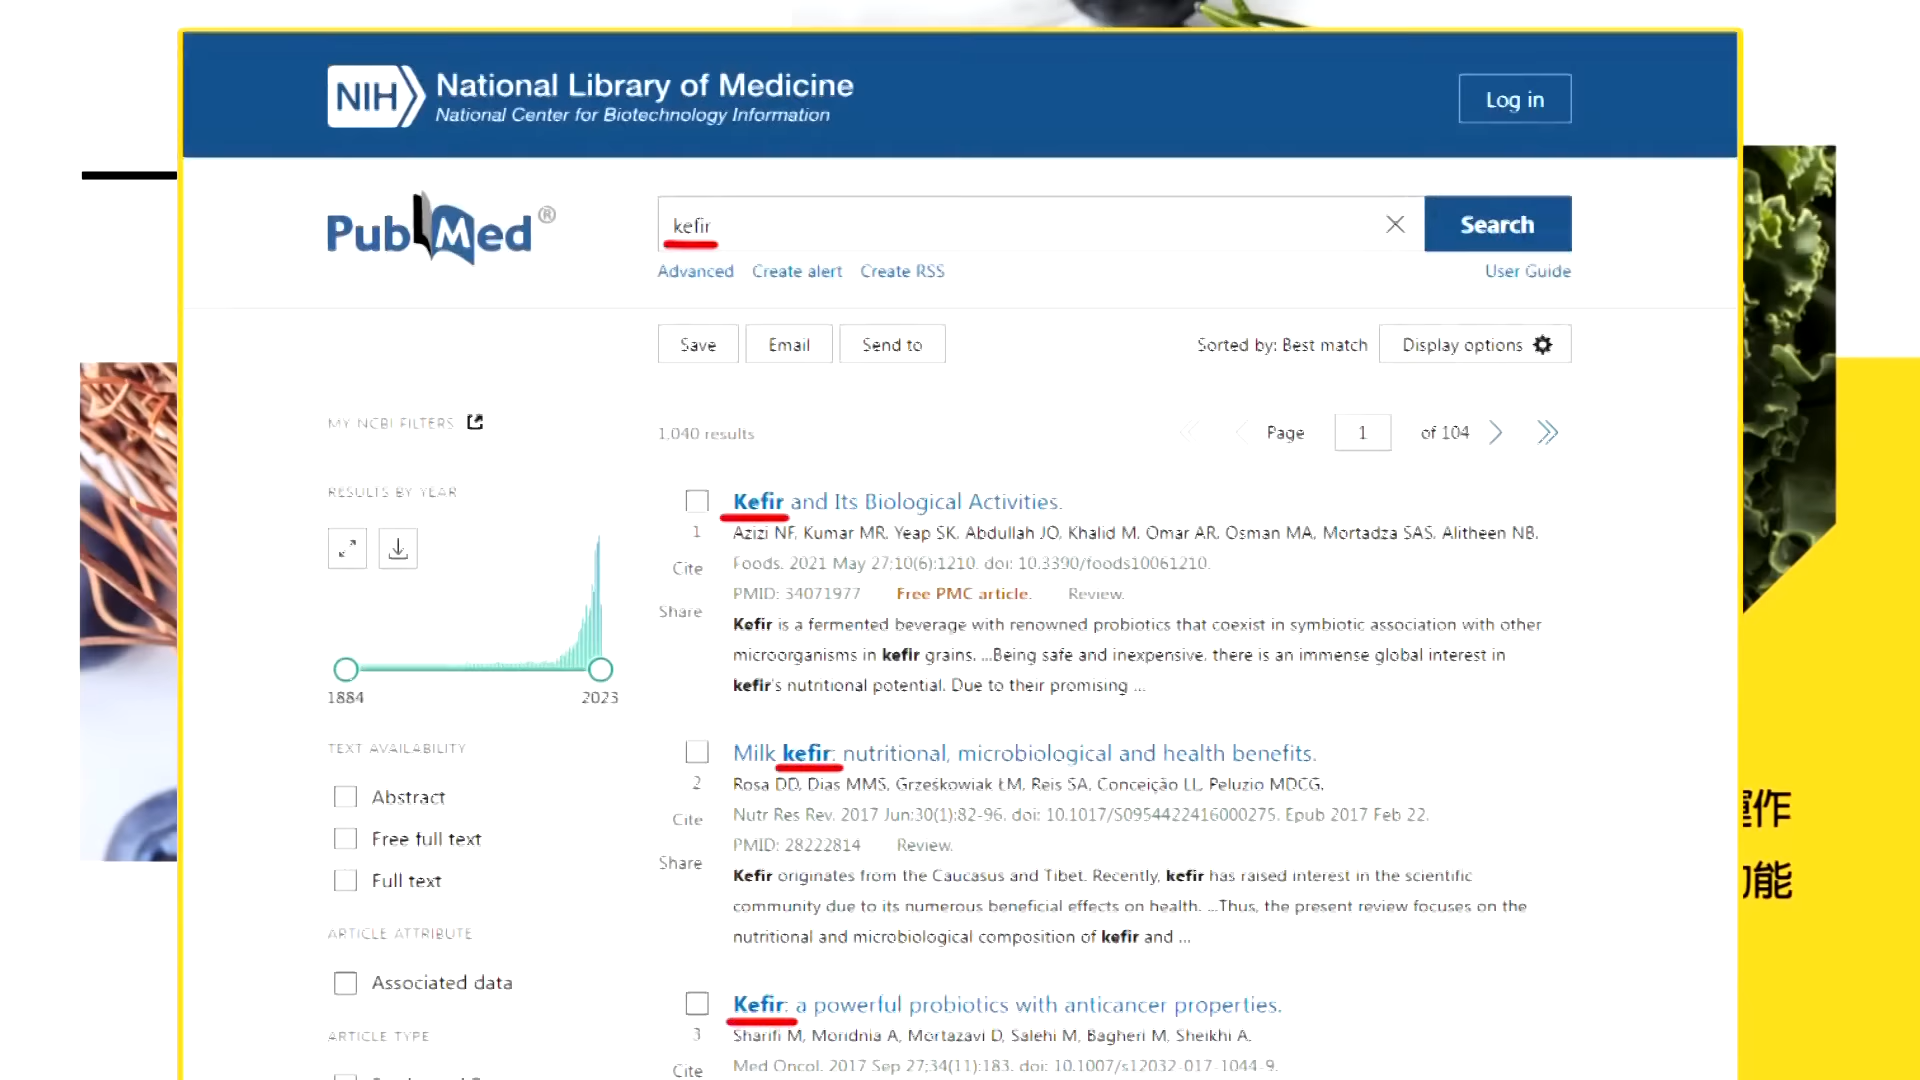 NIH National Library of Medicine
National Center for Biotechnology Information
Log in
PubMed®
kefir
Search
Advanced Create alert Create RSS
User Guide
Save Email Send to
Sorted by: Best match Display options
MY NCBI FILTERS
1,040 results
Page 1 of 104
RESULTS BY YEAR
1884 2023
TEXT AVAILABILITY
Abstract
Free full text
Full text
ARTICLE ATTRIBUTE
Associated data
ARTICLE TYPE
Kefir and Its Biological Activities.
1
Azizi NF, Kumar MR, Yeap SK, Abdullah JO, Khalid M, Omar AR, Osman MA, Mortadza SAS, Alitheen NB.
Cite
Foods. 2021 May 27;10(6):1210. doi: 10.3390/foods10061210.
PMID: 34071977 Free PMC article. Review.
Share
Kefir is a fermented beverage with renowned probiotics that coexist in symbiotic association with other
microorganisms in kefir grains. ...Being safe and inexpensive, there is an immense global interest in
kefir's nutritional potential. Due to their promising ...
Milk kefir: nutritional, microbiological and health benefits.
2
Rosa DD, Dias MMS, Grześkowiak ŁM, Reis SA, Conceição LL, Peluzio MDCG.
Cite
Nutr Res Rev. 2017 Jun;30(1):82-96. doi: 10.1017/S0954422416000275. Epub 2017 Feb 22.
PMID: 28222814 Review.
Share
Kefir originates from the Caucasus and Tibet. Recently, kefir has raised interest in the scientific
community due to its numerous beneficial effects on health. ...Thus, the present review focuses on the
nutritional and microbiological composition of kefir and ...
Kefir: a powerful probiotics with anticancer properties.
3
Sharifi M, Moridnia A, Mortazavi D, Salehi M, Bagheri M, Sheikhi A.
Cite
Med Oncol. 2017 Sep 27;34(11):183. doi: 10.1007/s12032-017-1044-9.
作
能